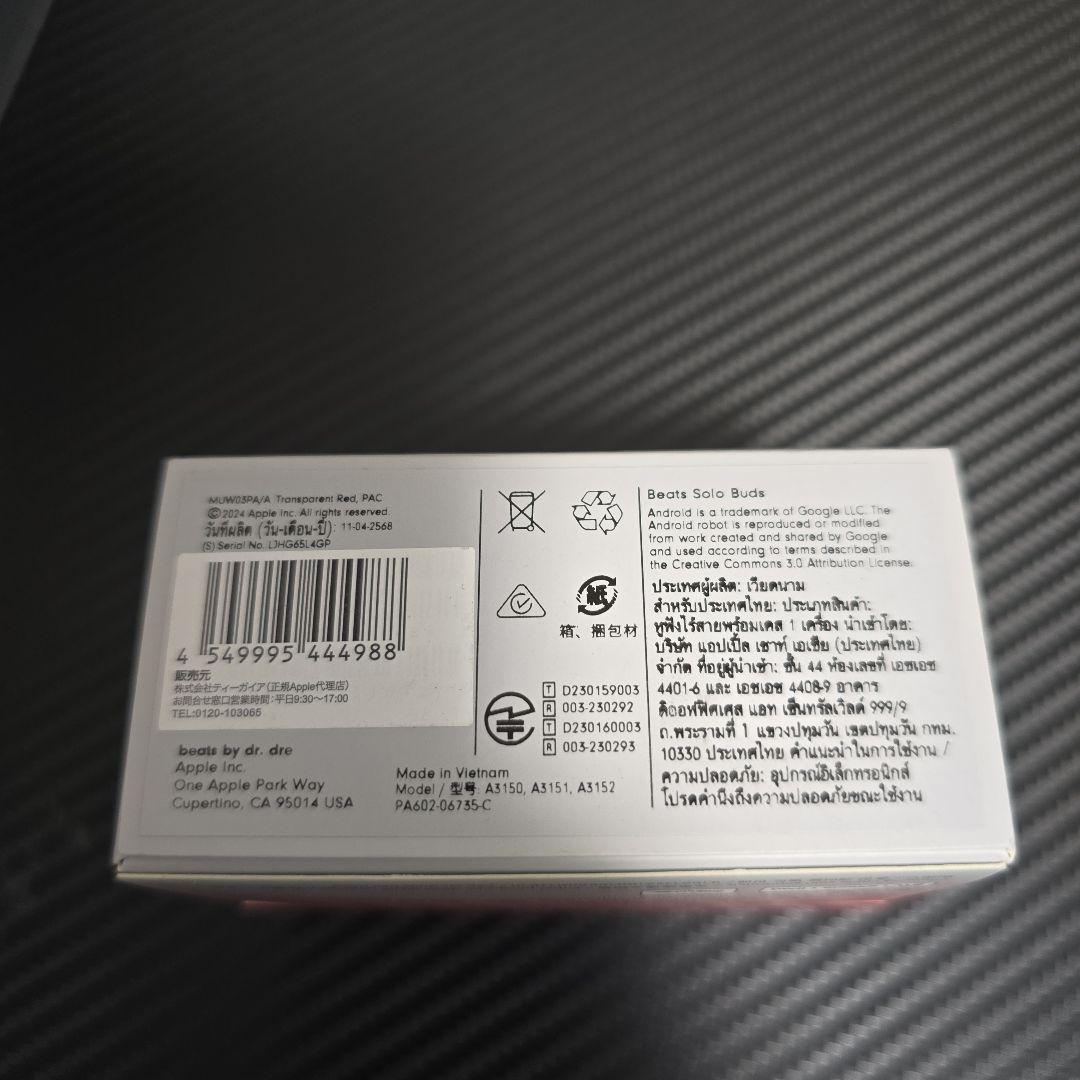 MUW03PA/A Transparent Red, PAC
©2024 Apple Inc. All rights reserved.
วันที่ผลิต (วัน-เดือน-ปี): 11-04-2568
(S) Serial No. LJHG65L4GP
4 549995 444988
販売元
株式会社ティーガイア(正規Apple代理店)
お問合せ窓口営業時間:平日9:30~17:00
TEL:0120-103065
beats by dr. dre
Apple Inc.
One Apple Park Way
Cupertino, CA 95014 USA
Made in Vietnam
Model / 型号: A3150, A3151, A3152
PA602-06735-C
紙
箱、捆包材
T D230159003
R 003-230292
T D230160003
R 003-230293
Beats Solo Buds
Android is a trademark of Google LLC. The
Android robot is reproduced or modified
from work created and shared by Google
and used according to terms described in
the Creative Commons 3.0 Attribution License.
ประเทศผู้ผลิต: เวียดนาม
สำหรับประเทศไทย: ประเภทสินค้า:
หูฟังไร้สายพร้อมเคส 1 เครื่อง นำเข้าโดย:
บริษัท แอปเปิ้ล เซาท์ เอเชีย (ประเทศไทย)
จำกัด ที่อยู่ผู้นำเข้า: ชั้น 44 ห้องเลขที่ เอชเอช
4401-6 และ เอชเอช 4408-9 อาคาร
ดิออฟฟิศเศส แอท เซ็นทรัลเวิลด์ 999/9
ถ.พระรามที่ 1 แขวงปทุมวัน เขตปทุมวัน กทม.
10330 ประเทศไทย คำแนะนำในการใช้งาน /
ความปลอดภัย: อุปกรณ์อิเล็กทรอนิกส์
โปรดคำนึงถึงความปลอดภัยขณะใช้งาน